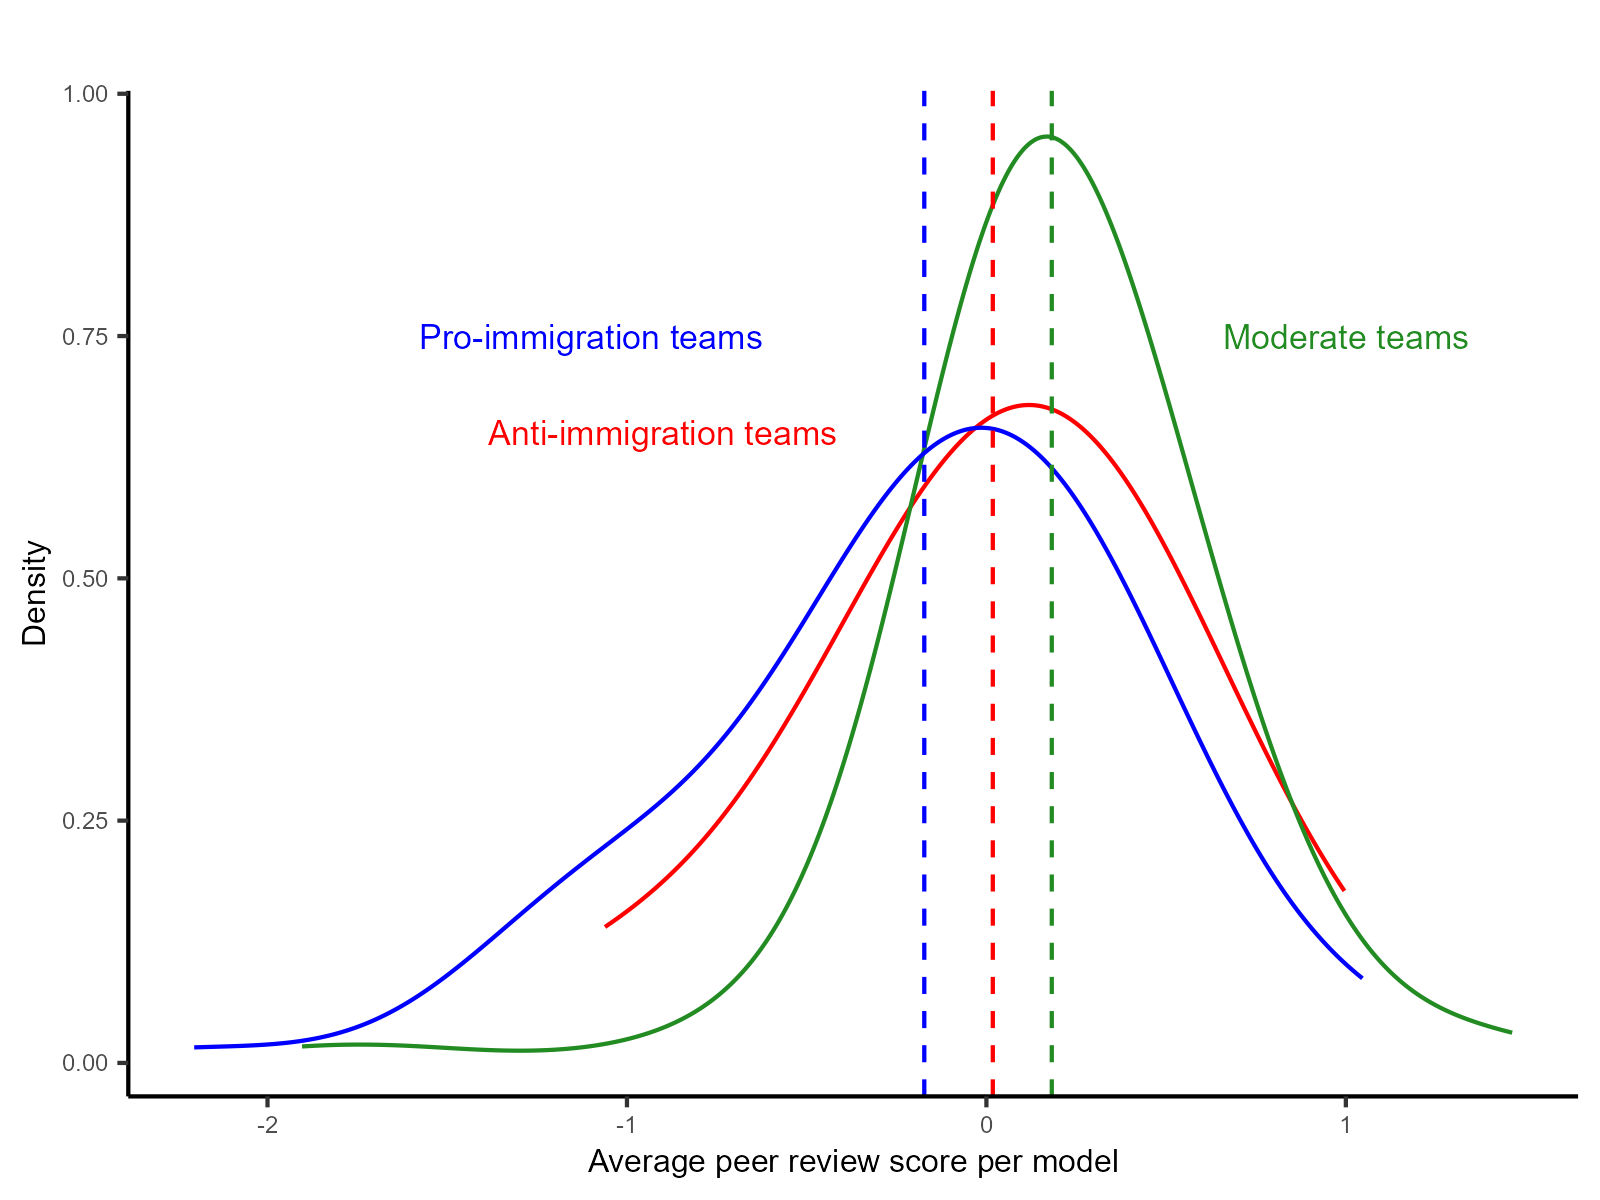 1.00
0.75
0.50
0.25
0.00
Density
Pro-immigration teams
Moderate teams
Anti-immigration teams
-2
-1
0
1
Average peer review score per model